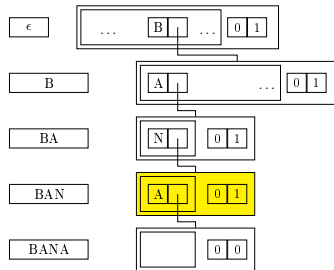 ϵ ... B ... 0 1
B A ... 0 1
BA N 0 1
BAN A 0 1
BANA 0 0